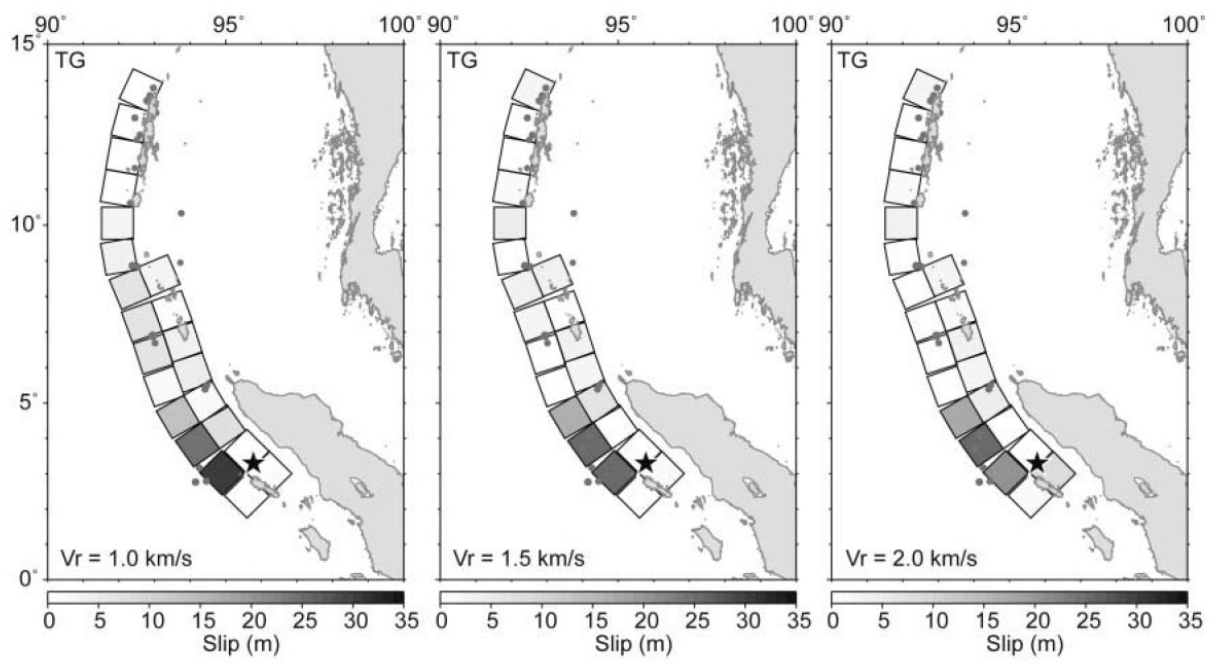 90° 95° 100° 90° 95° 100° 90° 95° 100°
15°
TG TG TG
10°
5°
Vr = 1.0 km/s Vr = 1.5 km/s Vr = 2.0 km/s
0°
0 5 10 15 20 25 30 35 0 5 10 15 20 25 30 35 0 5 10 15 20 25 30 35
Slip (m) Slip (m) Slip (m)